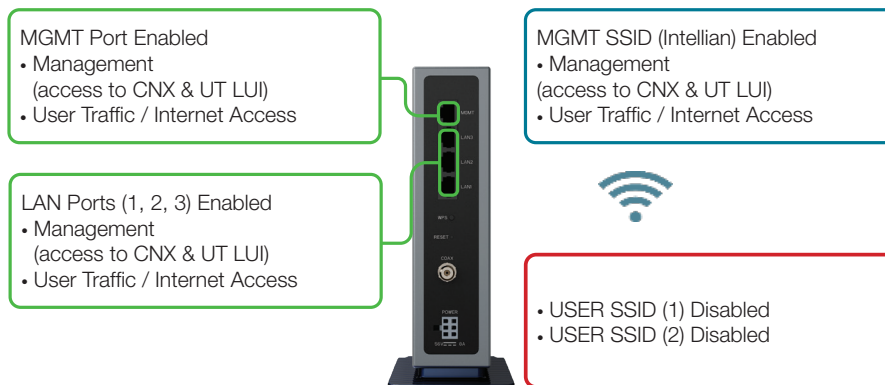 MGMT Port Enabled
• Management
(access to CNX & UT LUI)
• User Traffic / Internet Access
LAN Ports (1, 2, 3) Enabled
• Management
(access to CNX & UT LUI)
• User Traffic / Internet Access
MGMT
LAN3
LAN2
LAN1
WPS
RESET
COAX
POWER
MGMT SSID (Intellian) Enabled
• Management
(access to CNX & UT LUI)
• User Traffic / Internet Access
• USER SSID (1) Disabled
• USER SSID (2) Disabled